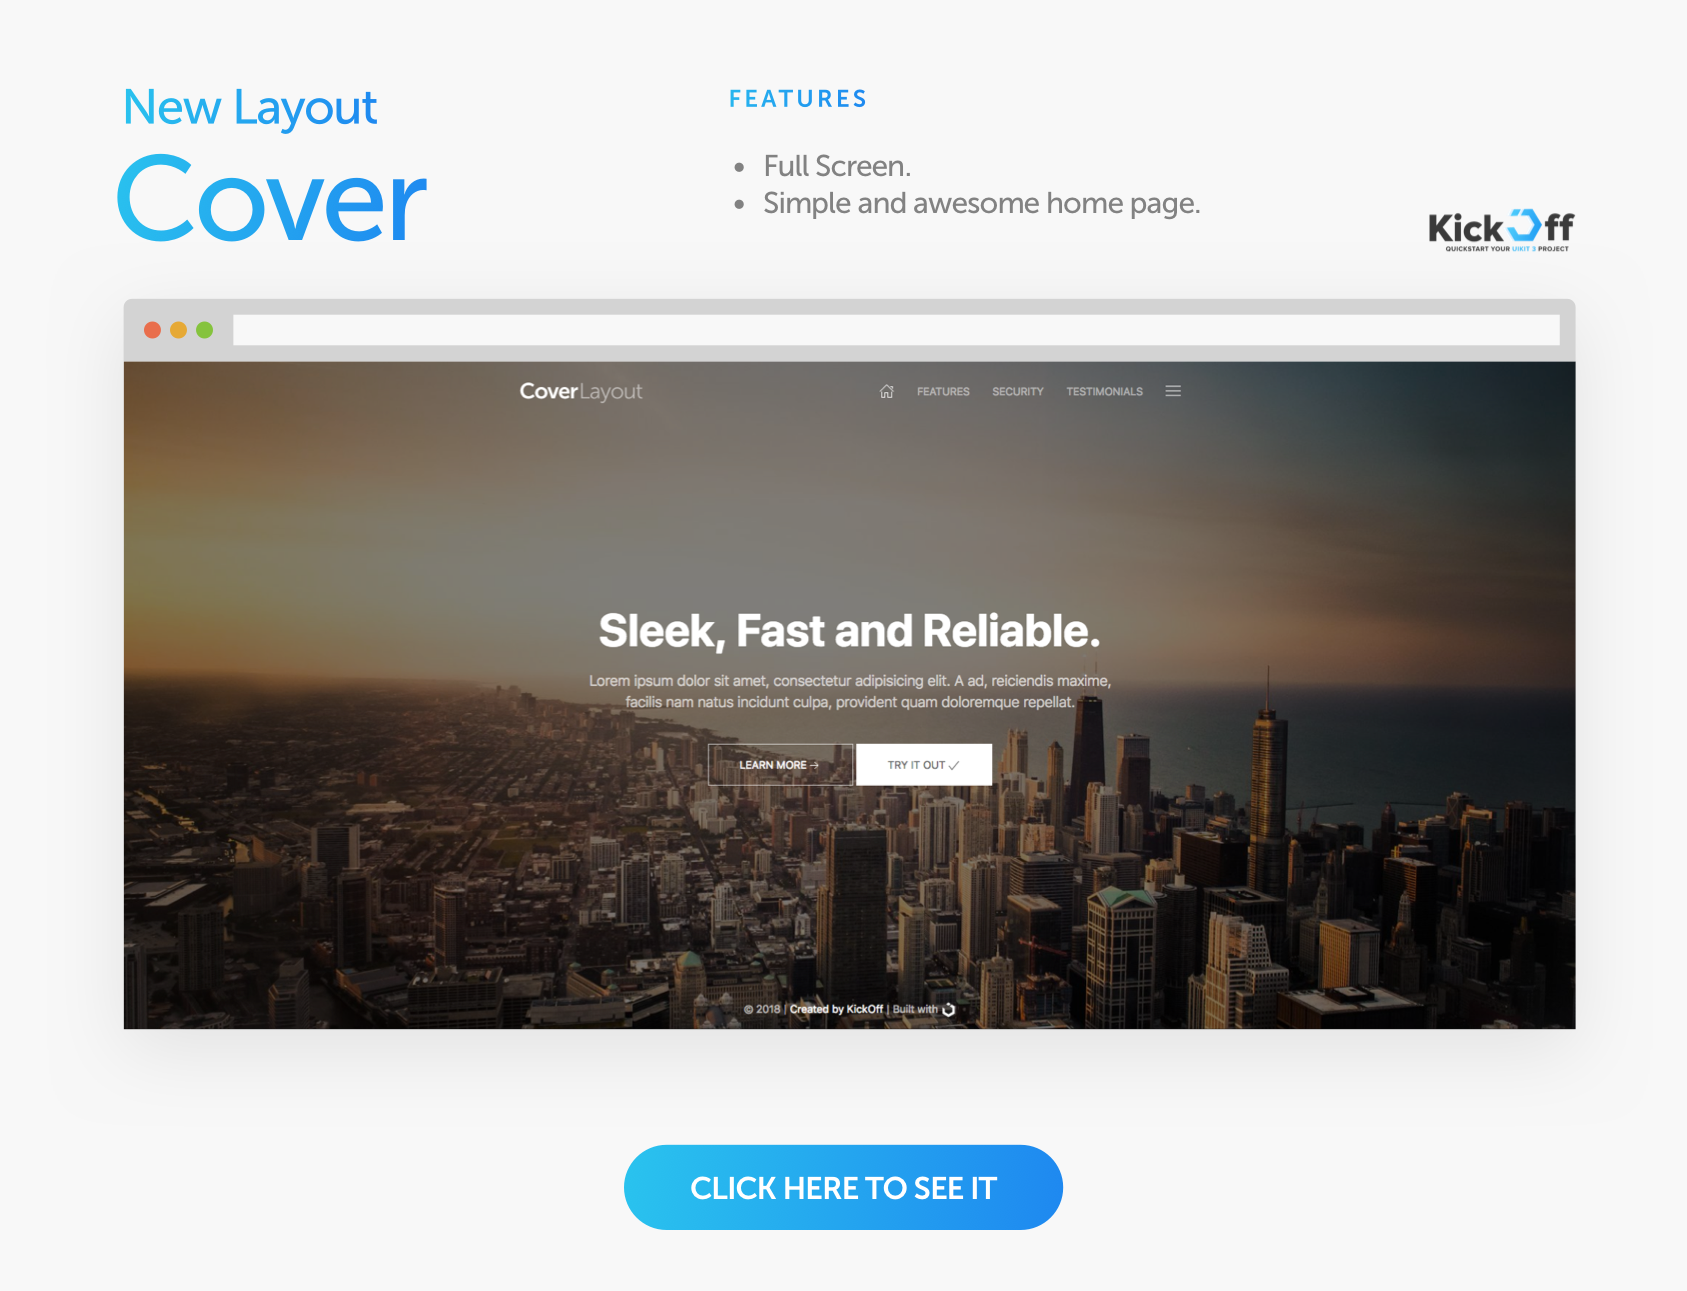 New Layout
Cover
FEATURES
• Full Screen.
• Simple and awesome home page.
KickOff
QUICKSTART YOUR UIKIT 3 PROJECT
CoverLayout
FEATURES SECURITY TESTIMONIALS
Sleek, Fast and Reliable.
Lorem ipsum dolor sit amet, consectetur adipisicing elit. A ad, reiciendis maxime,
facilis nam natus incidunt culpa, provident quam doloremque repellat.
LEARN MORE → TRY IT OUT ✓
© 2018 | Created by KickOff | Built with
CLICK HERE TO SEE IT